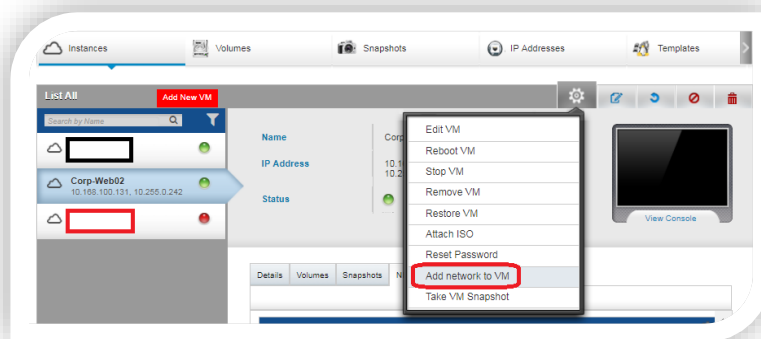 Instances
Volumes
Snapshots
IP Addresses
Templates
List All
Add New VM
Search by Name
Corp-Web02
10.168.100.131, 10.255.0.242
Name
Corp
IP Address
10.1
10.2
Status
Edit VM
Reboot VM
Stop VM
Remove VM
Restore VM
Attach ISO
Reset Password
Add network to VM
Take VM Snapshot
View Console
Details
Volumes
Snapshots
N